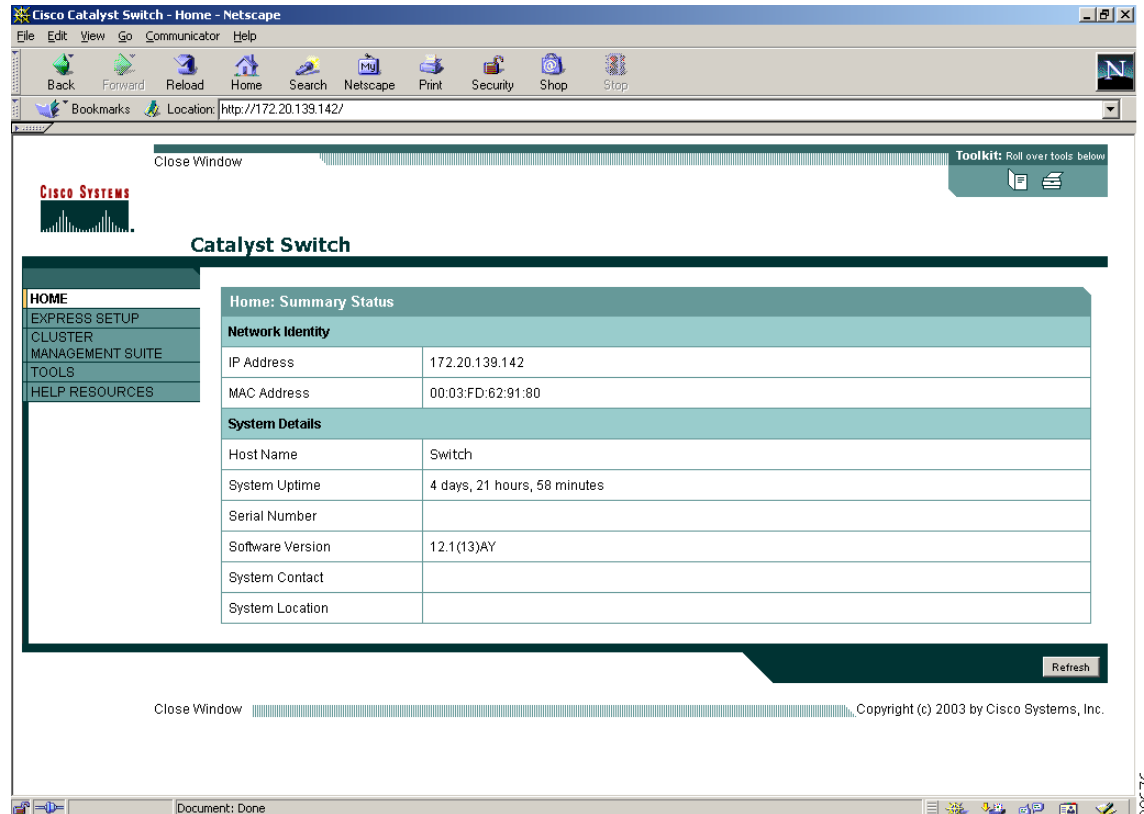 Cisco Catalyst Switch - Home - Netscape
File Edit View Go Communicator Help
Back Forward Reload Home Search Netscape Print Security Shop Stop
My
N
Bookmarks Location: http://172.20.139.142/
Close Window
Toolkit: Roll over tools below
CISCO SYSTEMS
Catalyst Switch
HOME
EXPRESS SETUP
CLUSTER
MANAGEMENT SUITE
TOOLS
HELP RESOURCES
Home: Summary Status
Network Identity
IP Address 172.20.139.142
MAC Address 00:03:FD:62:91:80
System Details
Host Name Switch
System Uptime 4 days, 21 hours, 58 minutes
Serial Number
Software Version 12.1(13)AY
System Contact
System Location
Refresh
Close Window
Copyright (c) 2003 by Cisco Systems, Inc.
Document: Done